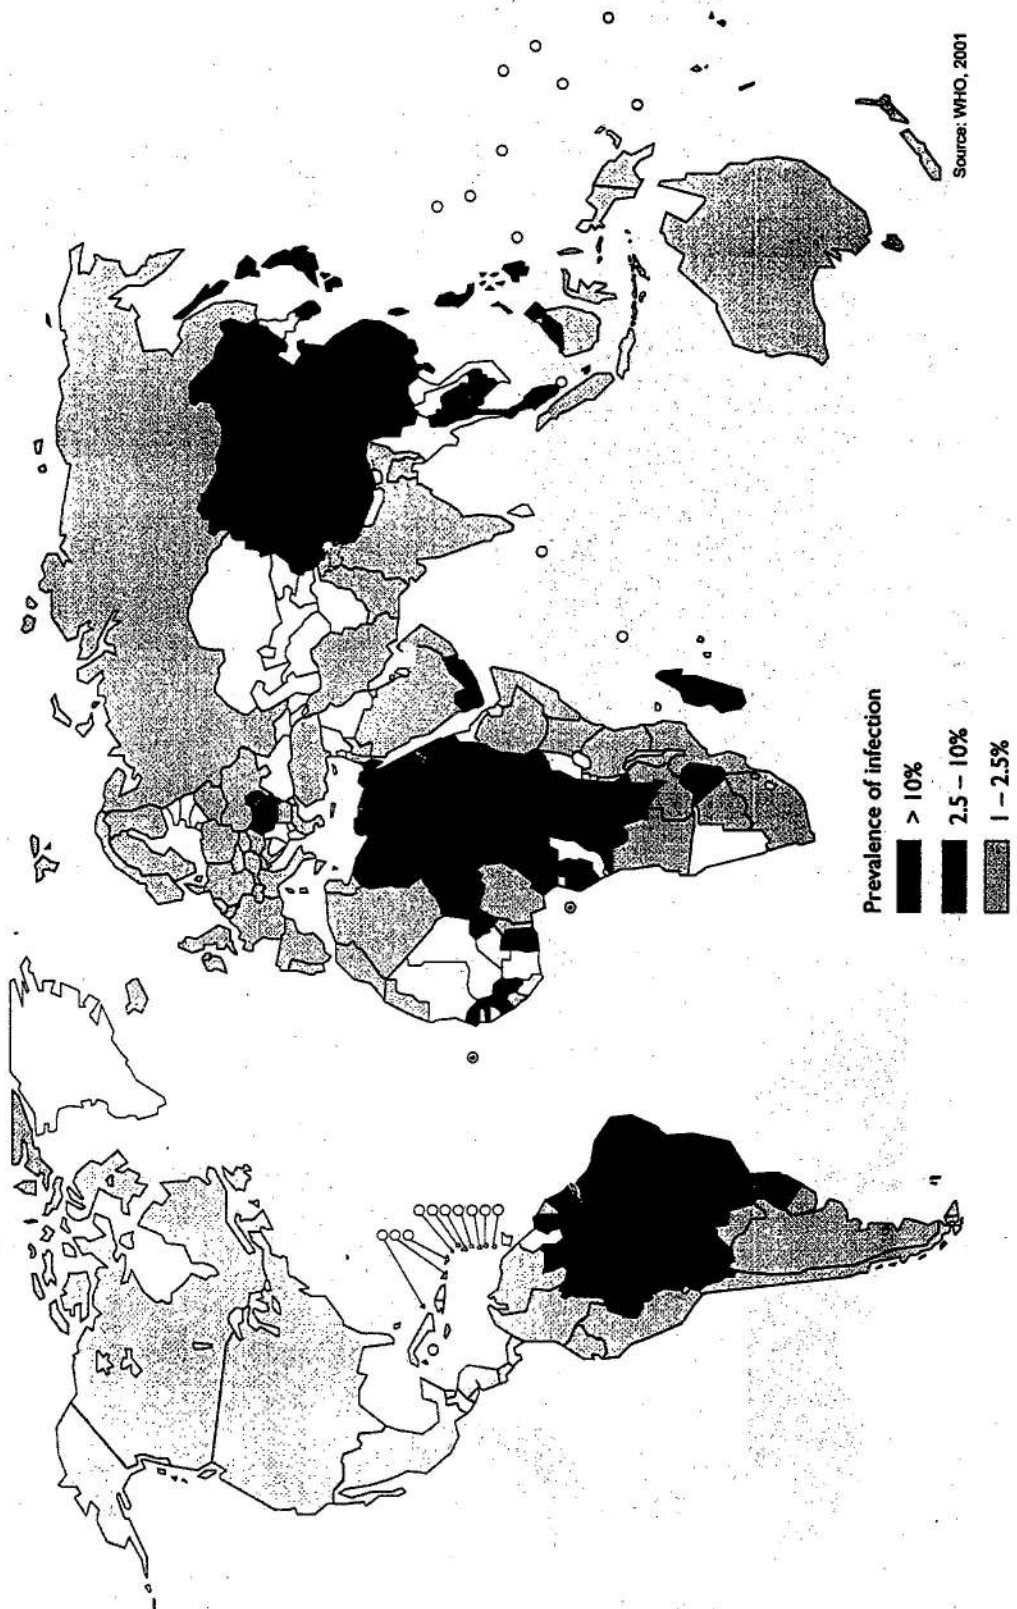 Prevalence of infection
> 10%
2.5 – 10%
1 – 2.5%
Source: WHO, 2001